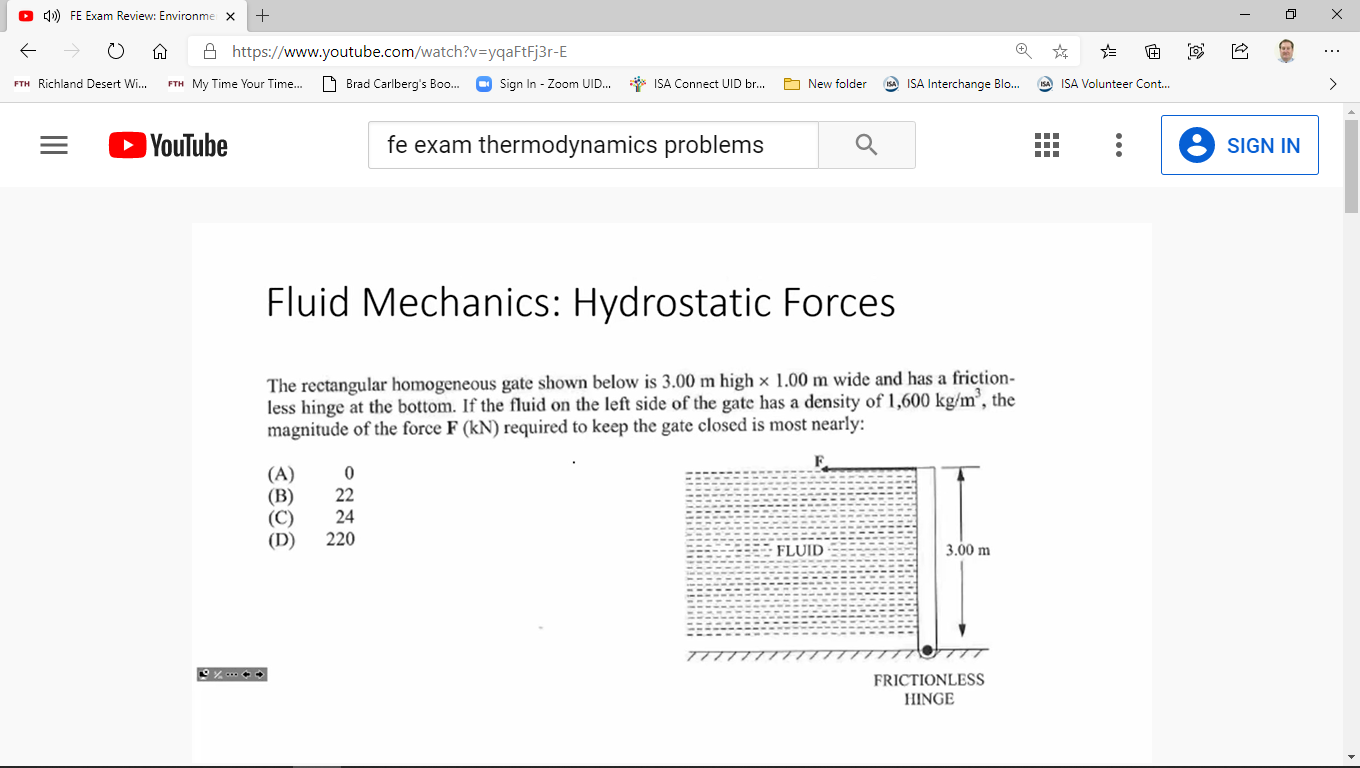 FE Exam Review: Environme
https://www.youtube.com/watch?v=yqaFtFj3r-E
FTH Richland Desert Wi... FTH My Time Your Time... Brad Carlberg's Boo... Sign In - Zoom UID... ISA Connect UID br... New folder ISA ISA Interchange Blo... ISA ISA Volunteer Cont...
YouTube fe exam thermodynamics problems SIGN IN
Fluid Mechanics: Hydrostatic Forces
The rectangular homogeneous gate shown below is 3.00 m high × 1.00 m wide and has a friction-
less hinge at the bottom. If the fluid on the left side of the gate has a density of 1,600 kg/m³, the
magnitude of the force F (kN) required to keep the gate closed is most nearly:
(A) 0
(B) 22
(C) 24
(D) 220
F
FLUID
3.00 m
FRICTIONLESS
HINGE